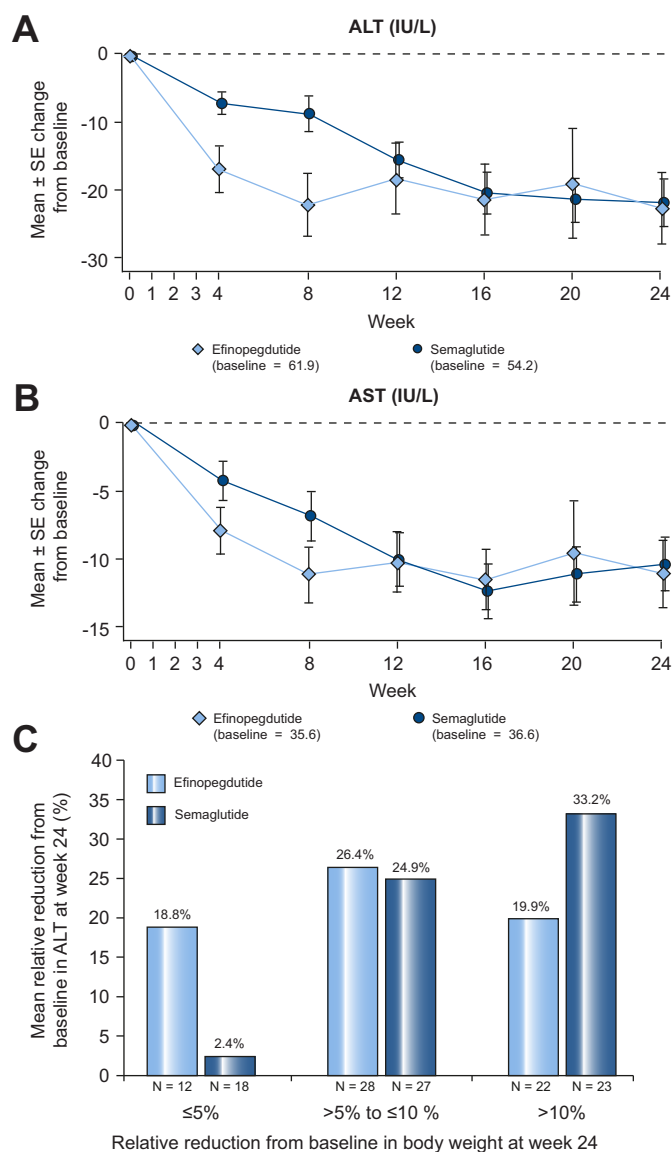 A
ALT (IU/L)
Mean ± SE change
from baseline
0
-10
-20
-30
0 1 2 3 4 8 12 16 20 24
Week
Efinopegdutide
(baseline = 61.9)
Semaglutide
(baseline = 54.2)
B
AST (IU/L)
Mean ± SE change
from baseline
0
-5
-10
-15
0 1 2 3 4 8 12 16 20 24
Week
Efinopegdutide
(baseline = 35.6)
Semaglutide
(baseline = 36.6)
C
Mean relative reduction from
baseline in ALT at week 24 (%)
40
35
30
25
20
15
10
5
0
Efinopegdutide
Semaglutide
18.8%
2.4%
26.4%
24.9%
19.9%
33.2%
N = 12 N = 18 N = 28 N = 27 N = 22 N = 23
≤5% >5% to ≤10 % >10%
Relative reduction from baseline in body weight at week 24